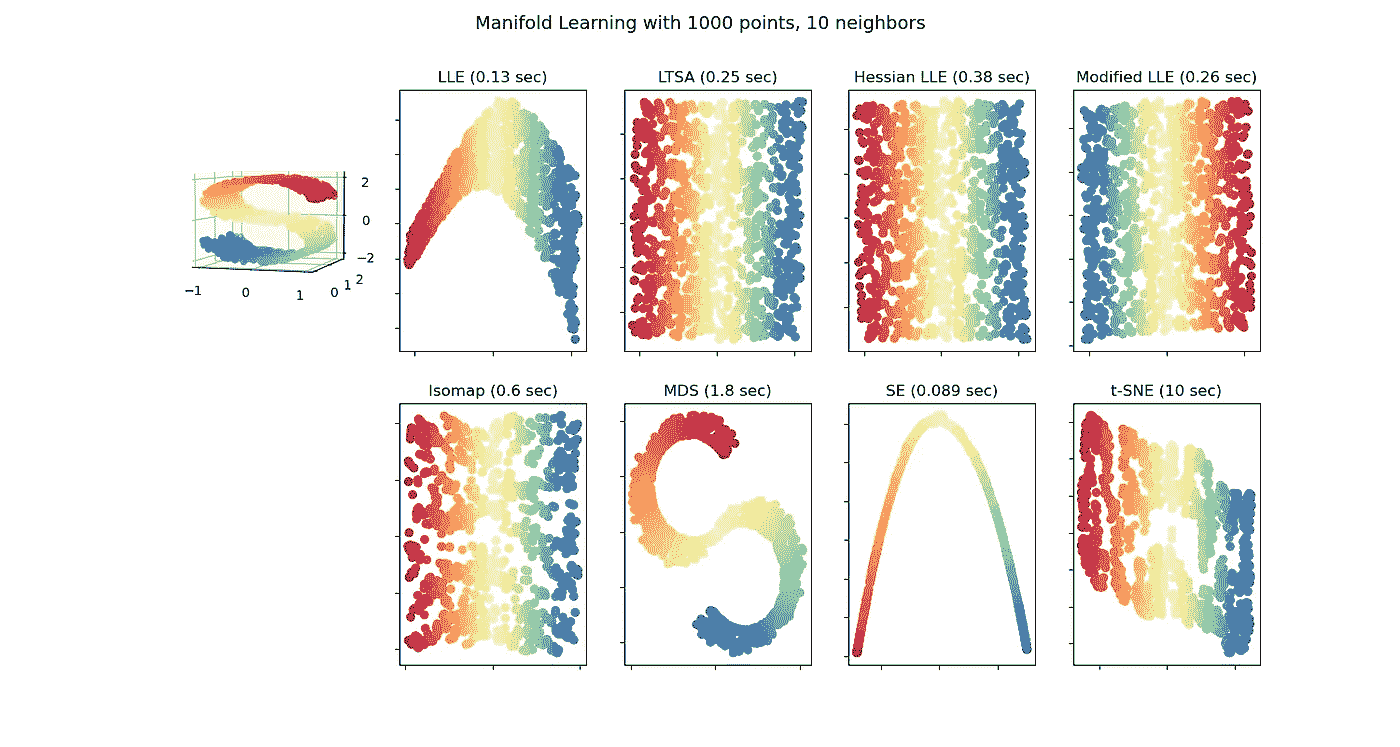 Manifold Learning with 1000 points, 10 neighbors
LLE (0.13 sec)
LTSA (0.25 sec)
Hessian LLE (0.38 sec)
Modified LLE (0.26 sec)
2
0
−2
−1
0
1
0
1
2
Isomap (0.6 sec)
MDS (1.8 sec)
SE (0.089 sec)
t-SNE (10 sec)